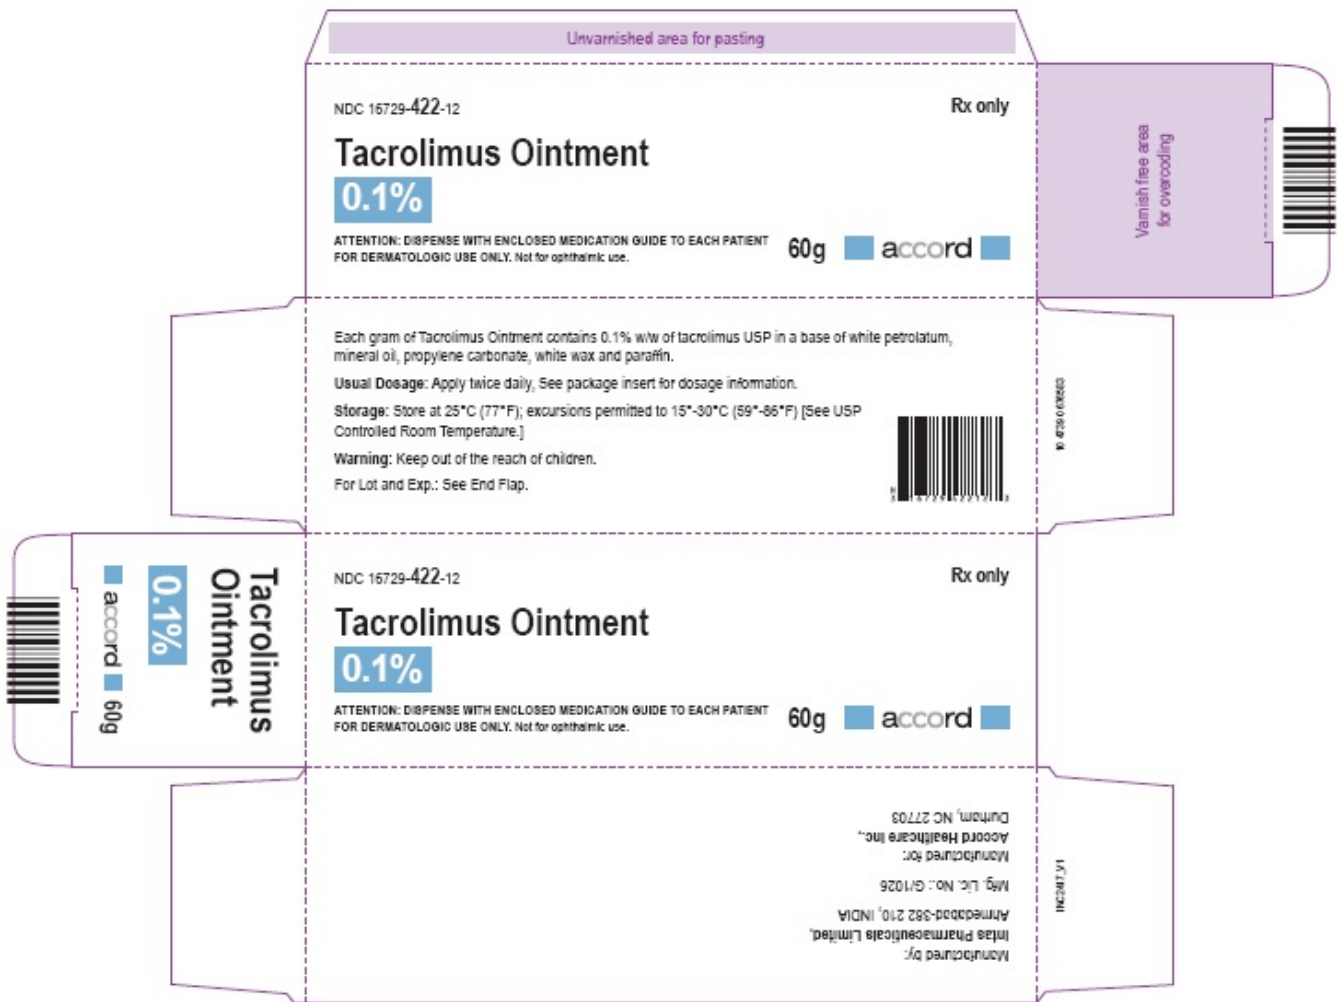 Unvarnished area for pasting
NDC 16729-422-12
Rx only
Tacrolimus Ointment
0.1%
ATTENTION: DISPENSE WITH ENCLOSED MEDICATION GUIDE TO EACH PATIENT
FOR DERMATOLOGIC USE ONLY. Not for ophthalmic use.
60g
accord
Varnish free area
for overcoding
Each gram of Tacrolimus Ointment contains 0.1% w/w of tacrolimus USP in a base of white petrolatum,
mineral oil, propylene carbonate, white wax and paraffin.
Usual Dosage: Apply twice daily, See package insert for dosage information.
Storage: Store at 25°C (77°F); excursions permitted to 15°-30°C (59°-86°F) [See USP
Controlled Room Temperature.]
Warning: Keep out of the reach of children.
For Lot and Exp.: See End Flap.
Tacrolimus
Ointment
0.1%
accord 60g
NDC 16729-422-12
Rx only
Tacrolimus Ointment
0.1%
ATTENTION: DISPENSE WITH ENCLOSED MEDICATION GUIDE TO EACH PATIENT
FOR DERMATOLOGIC USE ONLY. Not for ophthalmic use.
60g
accord
Manufactured by:
Intas Pharmaceuticals Limited,
Ahmedabad-382 210, INDIA
Mfg. Lic. No.: G/1026
Manufactured for:
Accord Healthcare Inc.,
Durham, NC 27703